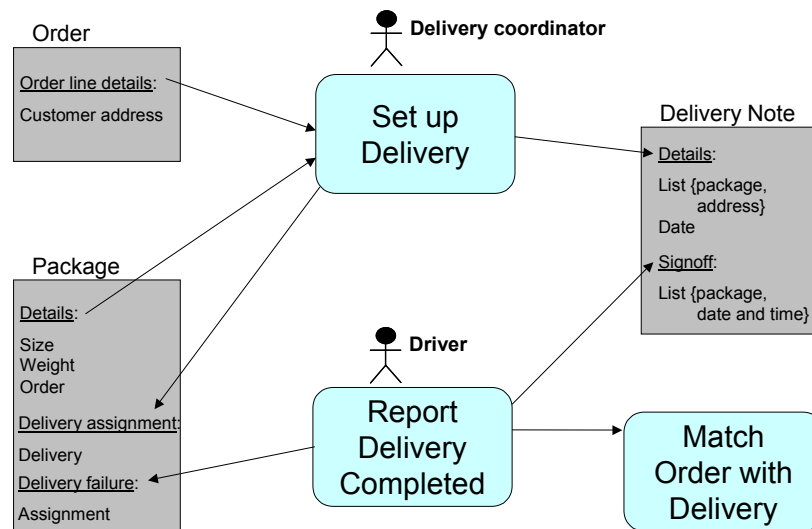 Order
Order line details:
Customer address
Delivery coordinator
Set up
Delivery
Delivery Note
Details:
List {package,
address}
Date
Signoff:
List {package,
date and time}
Package
Details:
Size
Weight
Order
Delivery assignment:
Delivery
Delivery failure:
Assignment
Driver
Report
Delivery
Completed
Match
Order with
Delivery